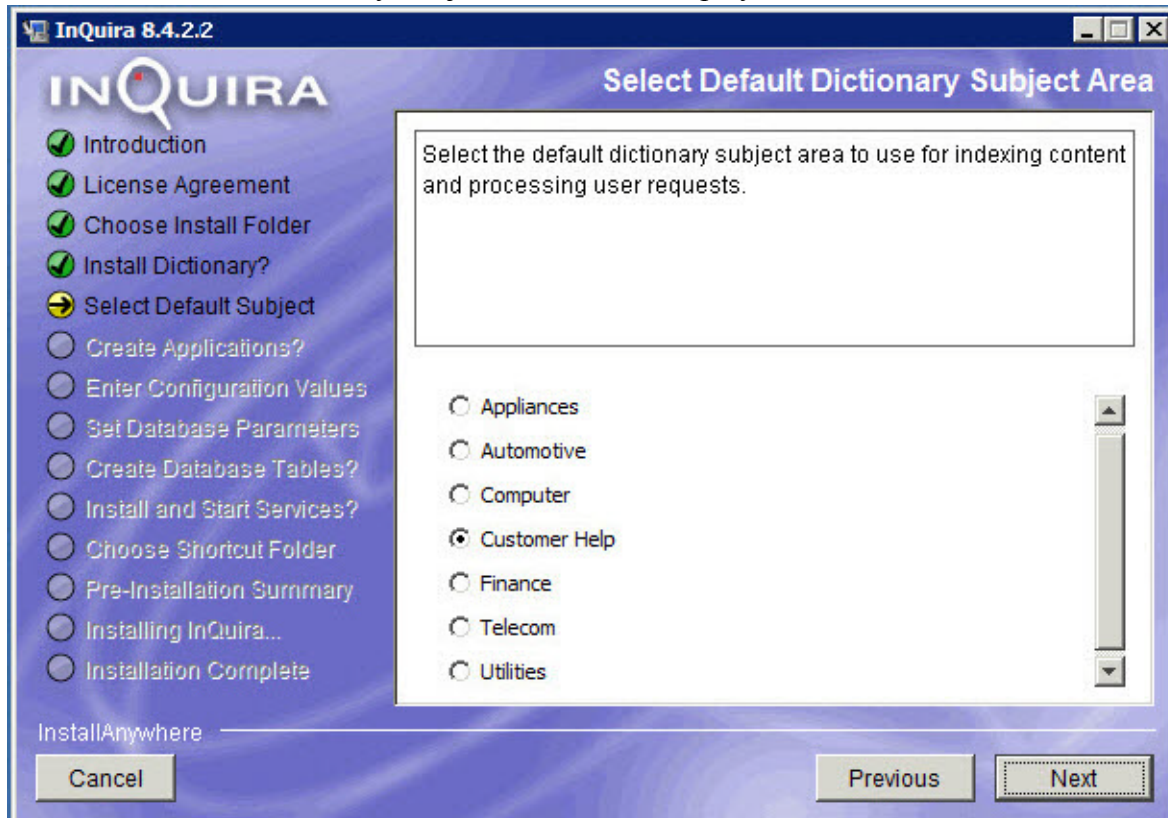 InQuira 8.4.2.2
INQUIRA
Select Default Dictionary Subject Area
Introduction
License Agreement
Choose Install Folder
Install Dictionary?
Select Default Subject
Create Applications?
Enter Configuration Values
Set Database Parameters
Create Database Tables?
Install and Start Services?
Choose Shortcut Folder
Pre-Installation Summary
Installing InQuira...
Installation Complete
Select the default dictionary subject area to use for indexing content
and processing user requests.
Appliances
Automotive
Computer
Customer Help
Finance
Telecom
Utilities
InstallAnywhere
Cancel
Previous
Next